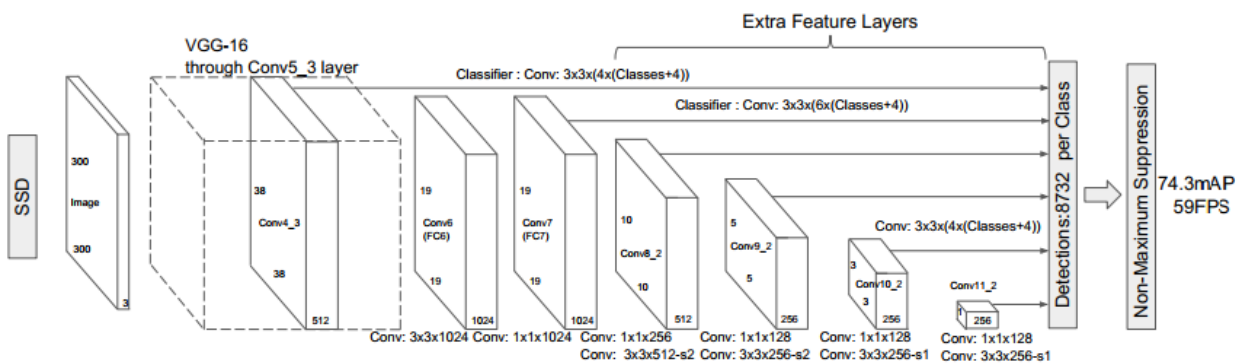 Extra Feature Layers
VGG-16
through Conv5_3 layer
Classifier : Conv: 3x3x(4x(Classes+4))
Classifier : Conv: 3x3x(6x(Classes+4))
SSD
300
Image
300
3
38
Conv4_3
38
512
19
Conv6
(FC6)
19
1024
19
Conv7
(FC7)
19
1024
10
Conv8_2
10
512
5
Conv9_2
5
256
Conv: 3x3x(4x(Classes+4))
3
Conv10_2
3
256
Conv11_2
1
256
Conv: 3x3x1024
Conv: 1x1x1024
Conv: 1x1x256
Conv: 3x3x512-s2
Conv: 1x1x128
Conv: 3x3x256-s2
Conv: 1x1x128
Conv: 3x3x256-s1
Conv: 1x1x128
Conv: 3x3x256-s1
Detections:8732 per Class
Non-Maximum Suppression
74.3mAP
59FPS